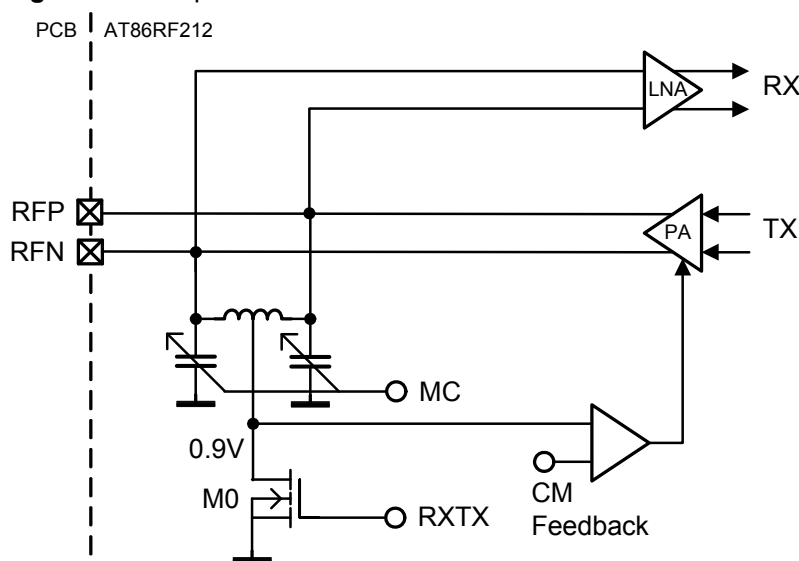 PCB AT86RF212
LNA
RX
RFP
RFN
PA
TX
MC
0.9V
M0
RXTX
CM
Feedback